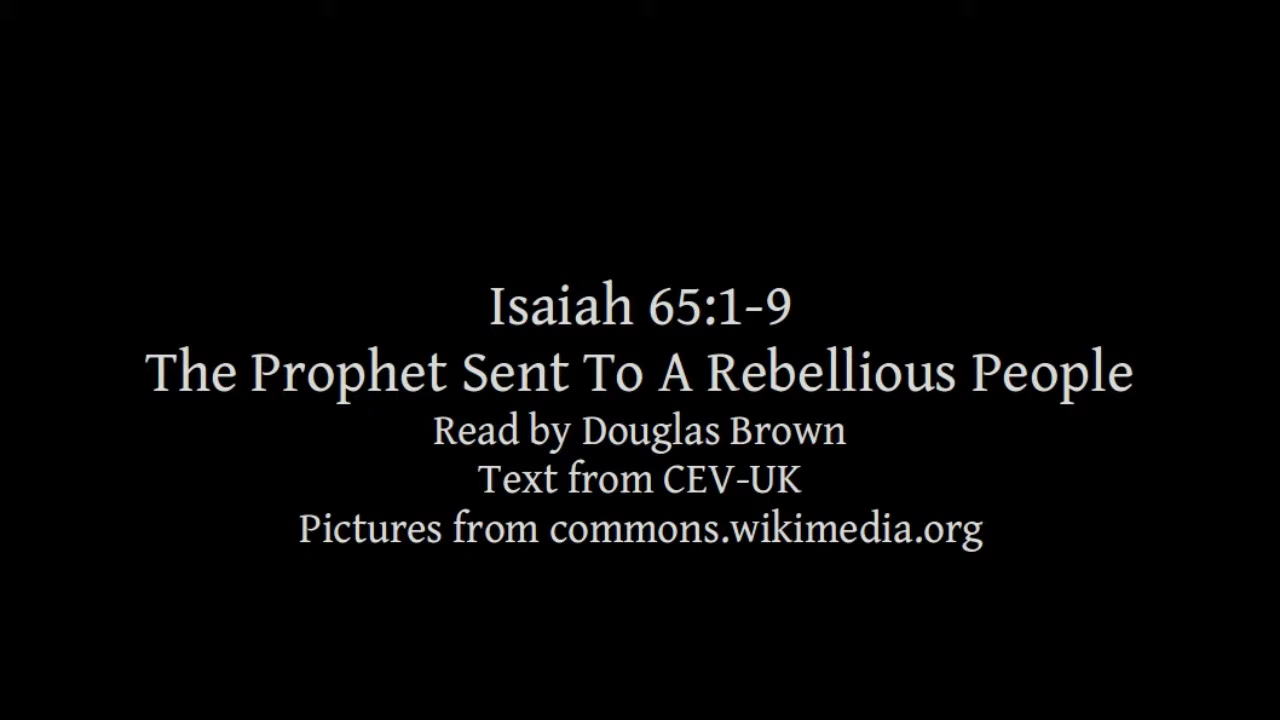 Isaiah 65:1-9
The Prophet Sent To A Rebellious People
Read by Douglas Brown
Text from CEV-UK
Pictures from commons.wikimedia.org